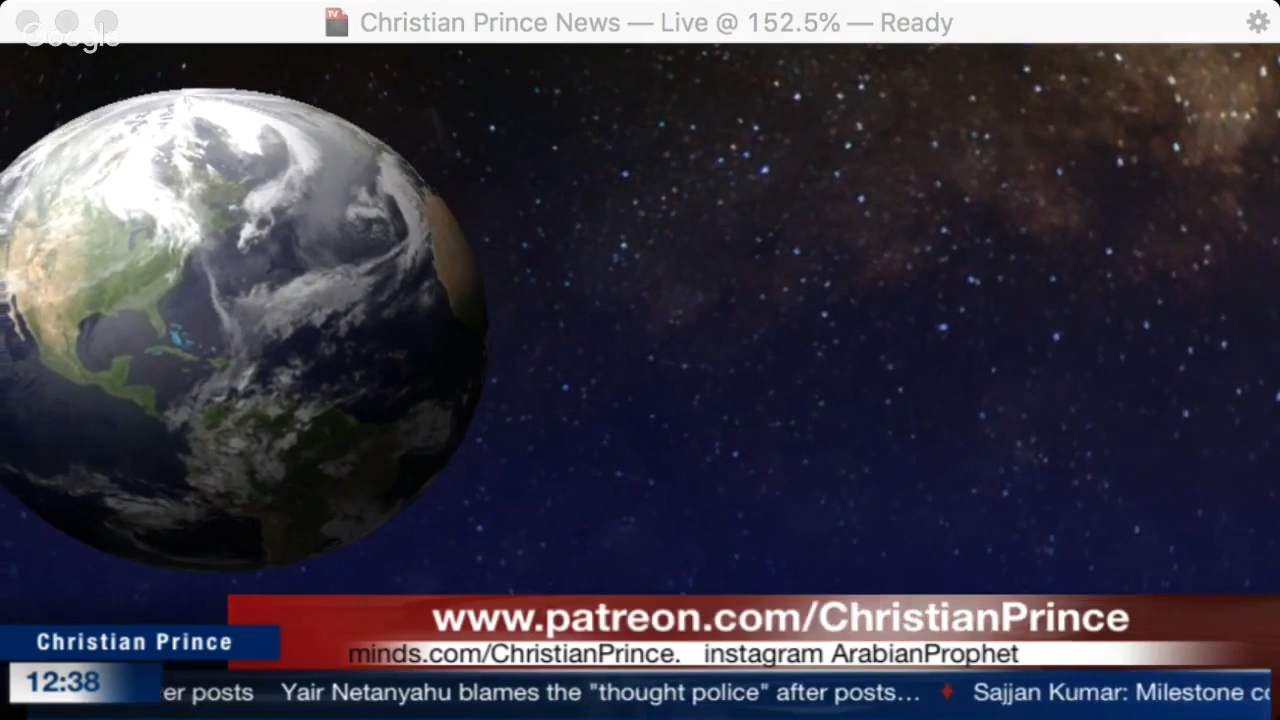 Christian Prince News — Live @ 152.5% — Ready
Google
www.patreon.com/ChristianPrince
Christian Prince
minds.com/ChristianPrince. instagram ArabianProphet
12:38
er posts Yair Netanyahu blames the "thought police" after posts... Sajjan Kumar: Milestone co